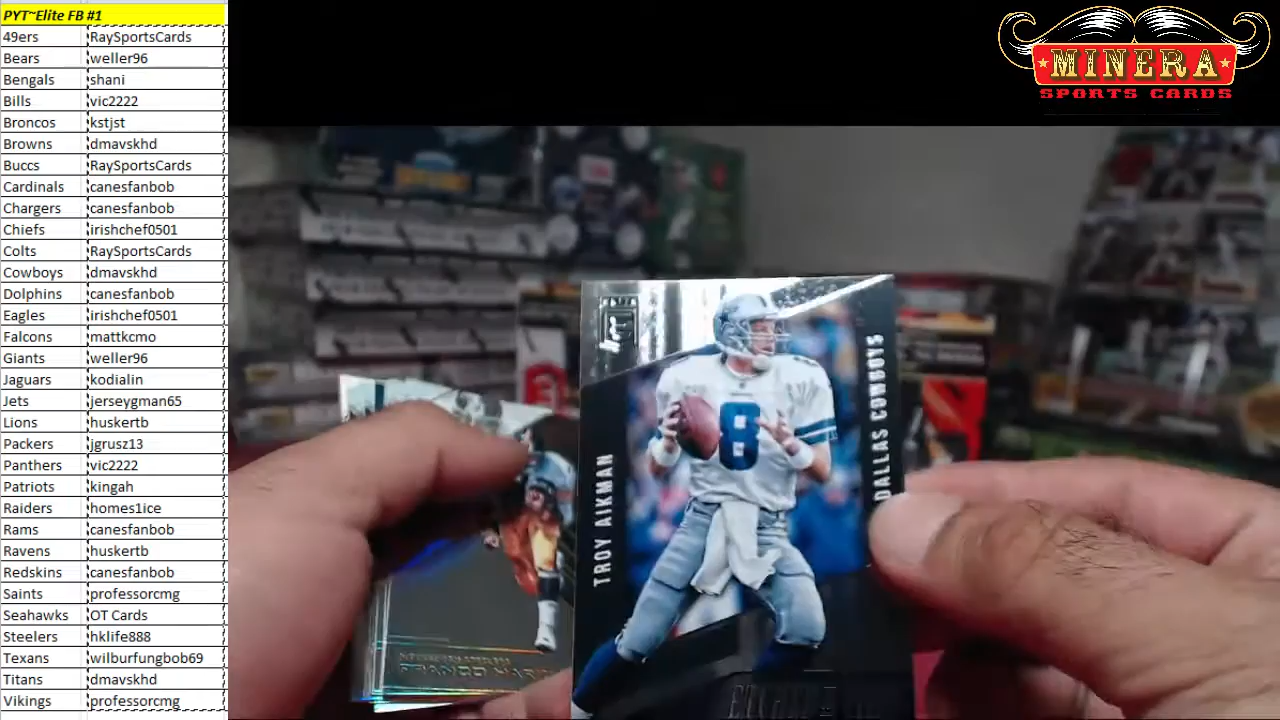 PYT~Elite FB #1
49ers RaySportsCards
Bears weller96
Bengals shani
Bills vic2222
Broncos kstjst
Browns dmavskhd
Buccs RaySportsCards
Cardinals canesfanbob
Chargers canesfanbob
Chiefs irishchef0501
Colts RaySportsCards
Cowboys dmavskhd
Dolphins canesfanbob
Eagles irishchef0501
Falcons mattkcmo
Giants weller96
Jaguars kodialin
Jets jerseygman65
Lions huskertb
Packers jgrusz13
Panthers vic2222
Patriots kingah
Raiders homes1ice
Rams canesfanbob
Ravens huskertb
Redskins canesfanbob
Saints professorcmg
Seahawks OT Cards
Steelers hklife888
Texans wilburfungbob69
Titans dmavskhd
Vikings professorcmg
MINERA
SPORTS CARDS
TROY AIKMAN
8
DALLAS COWBOYS